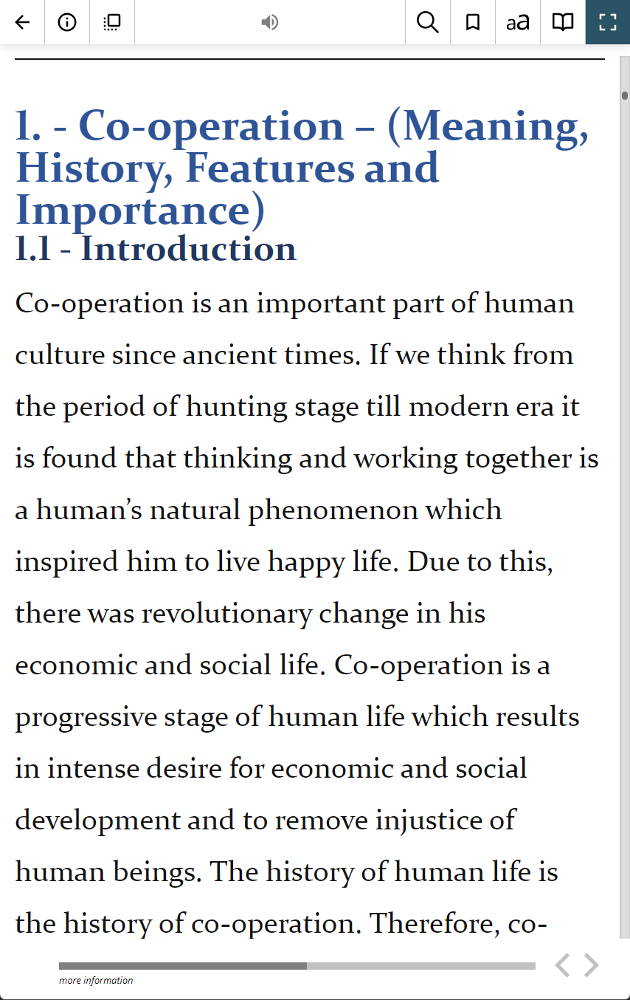 aA
1. - Co-operation – (Meaning,
History, Features and
Importance)
1.1 - Introduction
Co-operation is an important part of human
culture since ancient times. If we think from
the period of hunting stage till modern era it
is found that thinking and working together is
a human’s natural phenomenon which
inspired him to live happy life. Due to this,
there was revolutionary change in his
economic and social life. Co-operation is a
progressive stage of human life which results
in intense desire for economic and social
development and to remove injustice of
human beings. The history of human life is
the history of co-operation. Therefore, co-
more information